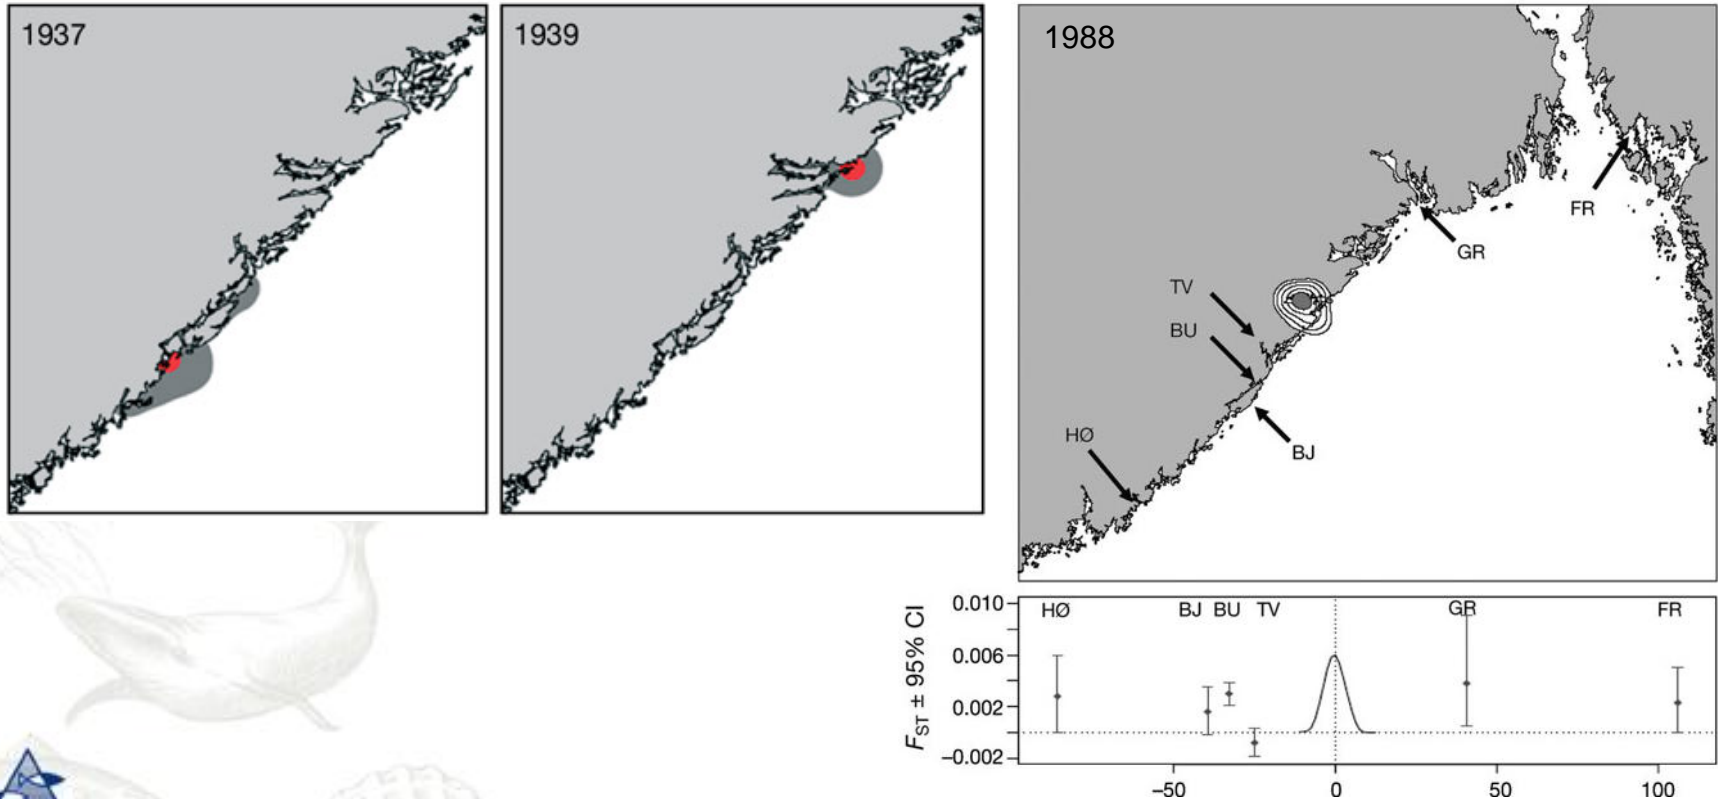 1937
1939
1988
FR
GR
TV
BU
HØ
BJ
FST ± 95% CI
0.010
0.006
0.002
−0.002
HØ BJ BU TV GR FR
−50 0 50 100